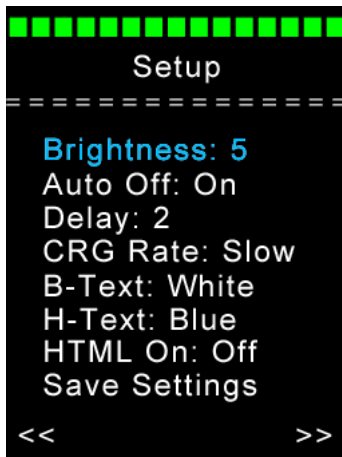 Setup
= = = = = = = = = = = = = = =
Brightness: 5
Auto Off: On
Delay: 2
CRG Rate: Slow
B-Text: White
H-Text: Blue
HTML On: Off
Save Settings
<< >>